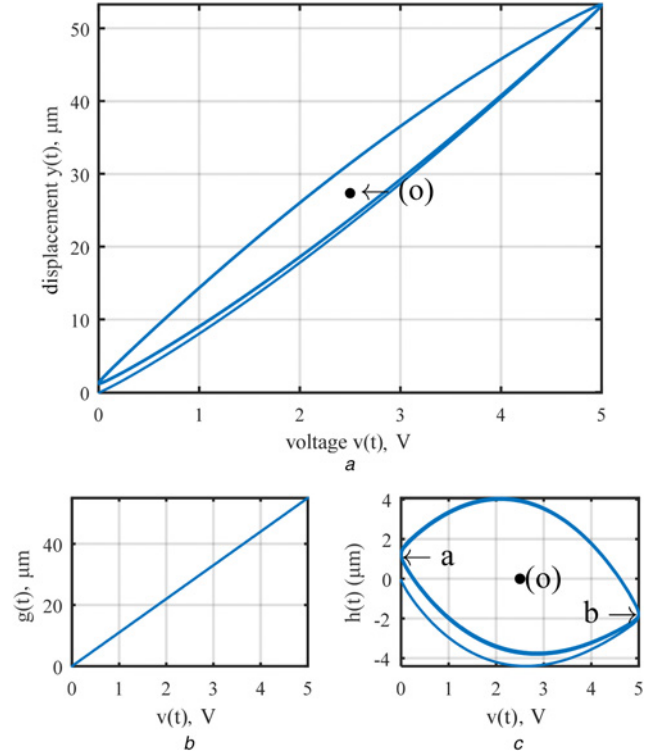 50
40
30
20
10
0
displacement y(t), μm
←(o)
0 1 2 3 4 5
voltage v(t), V
a
40
20
0
g(t), μm
0 1 2 3 4 5
v(t), V
b
4
2
0
-2
-4
h(t) (μm)
←a
(o)
b→
0 1 2 3 4 5
v(t), V
c